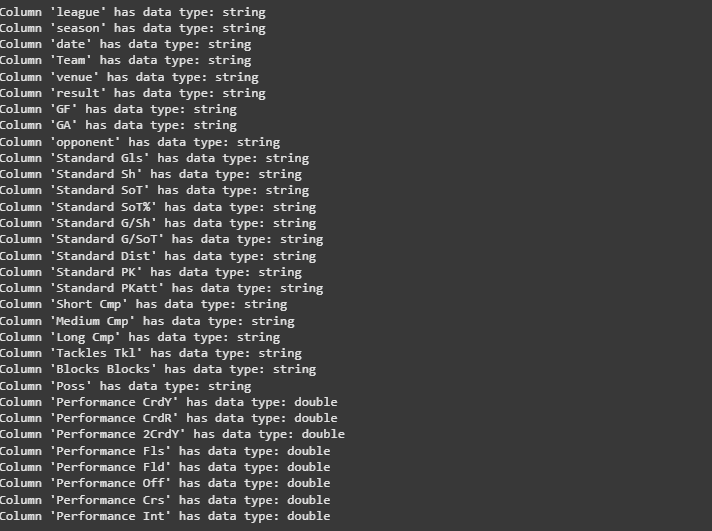 Column 'league' has data type: string
Column 'season' has data type: string
Column 'date' has data type: string
Column 'Team' has data type: string
Column 'venue' has data type: string
Column 'result' has data type: string
Column 'GF' has data type: string
Column 'GA' has data type: string
Column 'opponent' has data type: string
Column 'Standard Gls' has data type: string
Column 'Standard Sh' has data type: string
Column 'Standard SoT' has data type: string
Column 'Standard SoT%' has data type: string
Column 'Standard G/Sh' has data type: string
Column 'Standard G/SoT' has data type: string
Column 'Standard Dist' has data type: string
Column 'Standard PK' has data type: string
Column 'Standard PKatt' has data type: string
Column 'Short Cmp' has data type: string
Column 'Medium Cmp' has data type: string
Column 'Long Cmp' has data type: string
Column 'Tackles Tkl' has data type: string
Column 'Blocks Blocks' has data type: string
Column 'Poss' has data type: string
Column 'Performance CrdY' has data type: double
Column 'Performance CrdR' has data type: double
Column 'Performance 2CrdY' has data type: double
Column 'Performance Fls' has data type: double
Column 'Performance Fld' has data type: double
Column 'Performance Off' has data type: double
Column 'Performance Crs' has data type: double
Column 'Performance Int' has data type: double